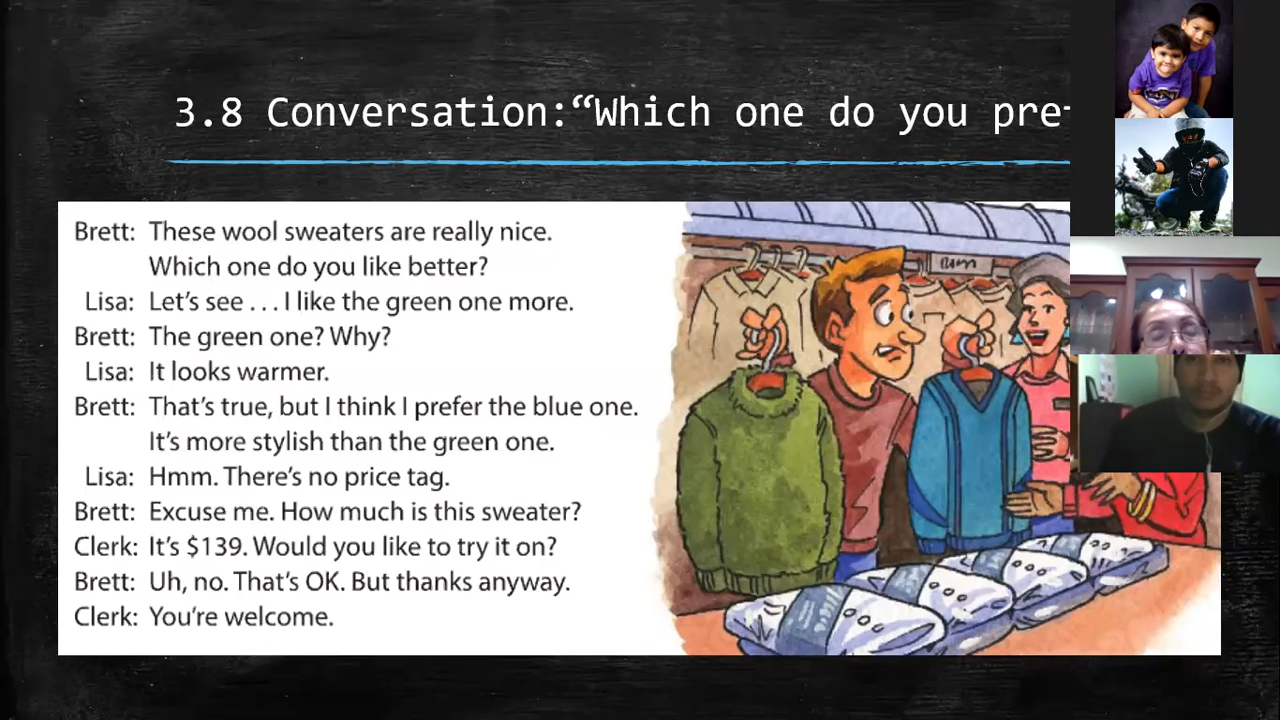 3.8 Conversation:“Which one do you
Brett: These wool sweaters are really nice.
Which one do you like better?
Lisa: Let’s see . . . I like the green one more.
Brett: The green one? Why?
Lisa: It looks warmer.
Brett: That’s true, but I think I prefer the blue one.
It’s more stylish than the green one.
Lisa: Hmm. There’s no price tag.
Brett: Excuse me. How much is this sweater?
Clerk: It’s $139. Would you like to try it on?
Brett: Uh, no. That’s OK. But thanks anyway.
Clerk: You’re welcome.